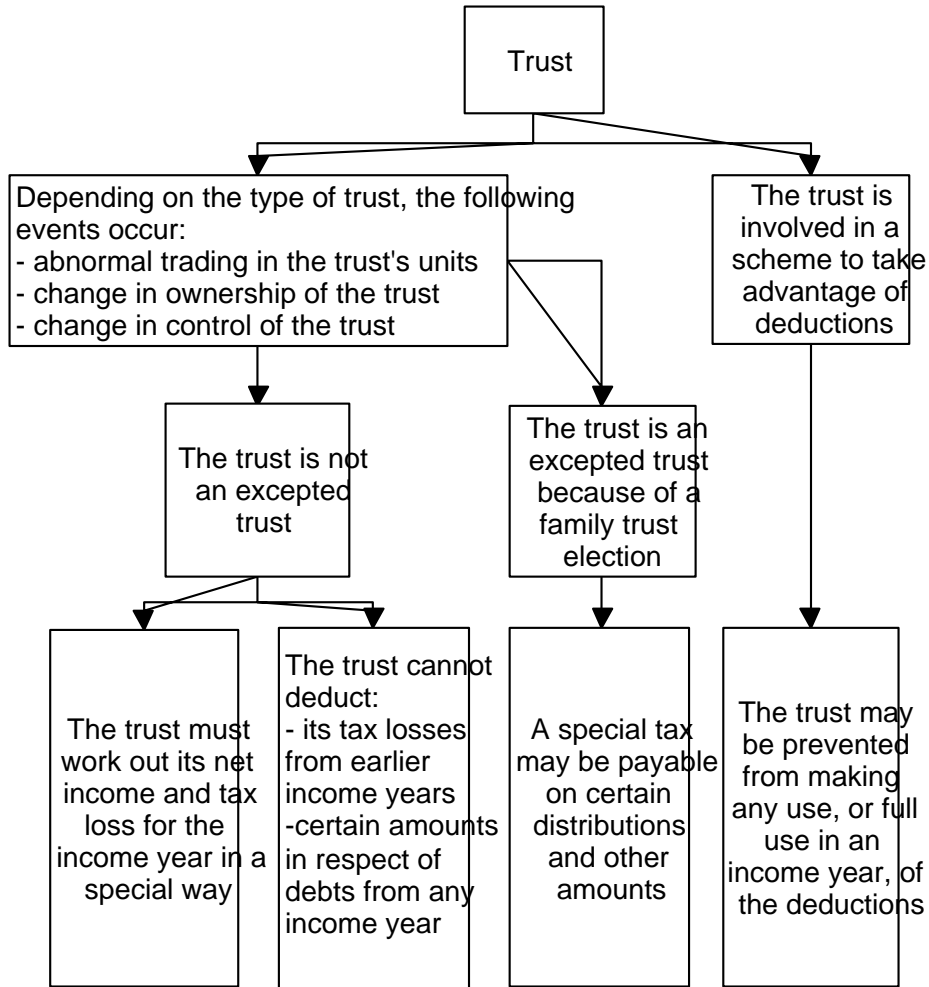 Trust
Depending on the type of trust, the following
events occur:
- abnormal trading in the trust's units
- change in ownership of the trust
- change in control of the trust
The trust is
involved in a
scheme to take
advantage of
deductions
The trust is not
an excepted
trust
The trust is an
excepted trust
because of a
family trust
election
The trust must
work out its net
income and tax
loss for the
income year in a
special way
The trust cannot
deduct:
- its tax losses
from earlier
income years
-certain amounts
in respect of
debts from any
income year
A special tax
may be payable
on certain
distributions
and other
amounts
The trust may
be prevented
from making
any use, or full
use in an
income year, of
the deductions